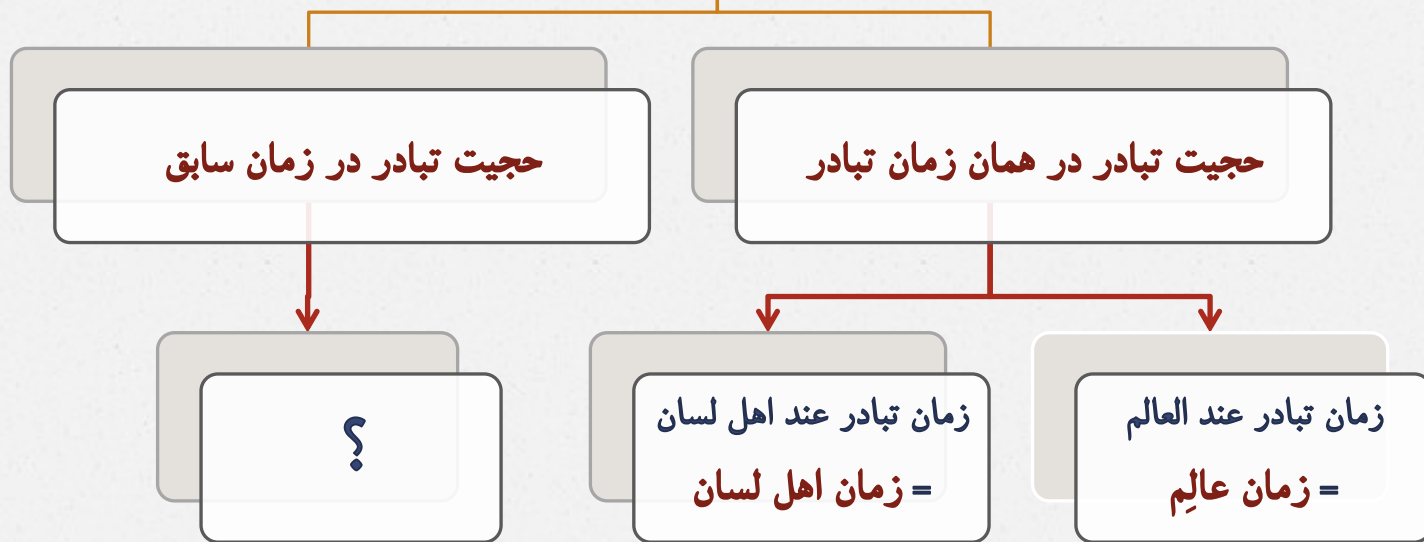 حجیت تبادر در همان زمان تبادر
حجیت تبادر در زمان سابق
زمان تبادر عند العالم
= زمان عالِم
زمان تبادر عند اهل لسان
= زمان اهل لسان
؟